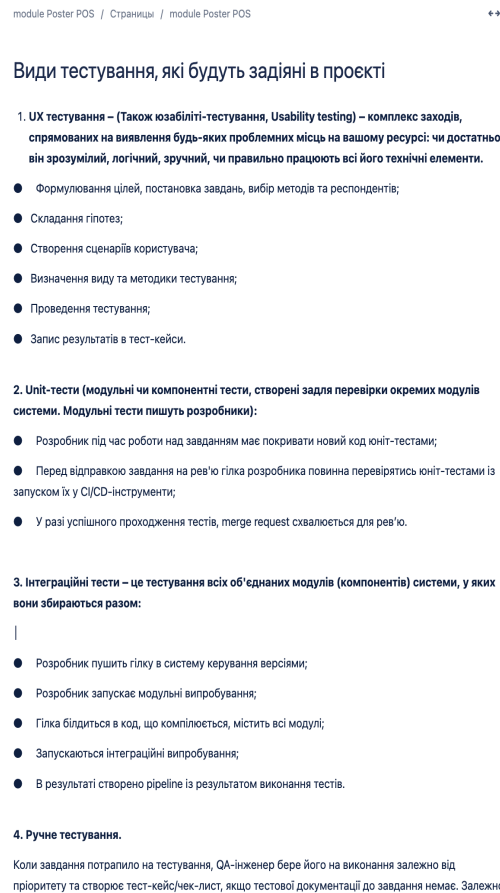 module Poster POS / Страницы / module Poster POS
Види тестування, які будуть задіяні в проєкті
1. UX тестування – (Також юзабіліті-тестування, Usability testing) – комплекс заходів,
спрямованих на виявлення будь-яких проблемних місць на вашому ресурсі: чи достатньо
він зрозумілий, логічний, зручний, чи правильно працюють всі його технічні елементи.
● Формулювання цілей, постановка завдань, вибір методів та респондентів;
● Складання гіпотез;
● Створення сценаріїв користувача;
● Визначення виду та методики тестування;
● Проведення тестування;
● Запис результатів в тест-кейси.
2. Unit-тести (модульні чи компонентні тести, створені задля перевірки окремих модулів
системи. Модульні тести пишуть розробники):
● Розробник під час роботи над завданням має покривати новий код юніт-тестами;
● Перед відправкою завдання на рев'ю гілка розробника повинна перевірятись юніт-тестами із
запуском їх у CI/CD-інструменти;
● У разі успішного проходження тестів, merge request схвалюється для рев'ю.
3. Інтеграційні тести – це тестування всіх об'єднаних модулів (компонентів) системи, у яких
вони збираються разом:
● Розробник пушить гілку в систему керування версіями;
● Розробник запускає модульні випробування;
● Гілка білдиться в код, що компілюється, містить всі модулі;
● Запускаються інтеграційні випробування;
● В результаті створено pipeline із результатом виконання тестів.
4. Ручне тестування.
Коли завдання потрапило на тестування, QA-інженер бере його на виконання залежно від
пріоритету та створює тест-кейс/чек-лист, якщо тестової документації до завдання немає. Залежн